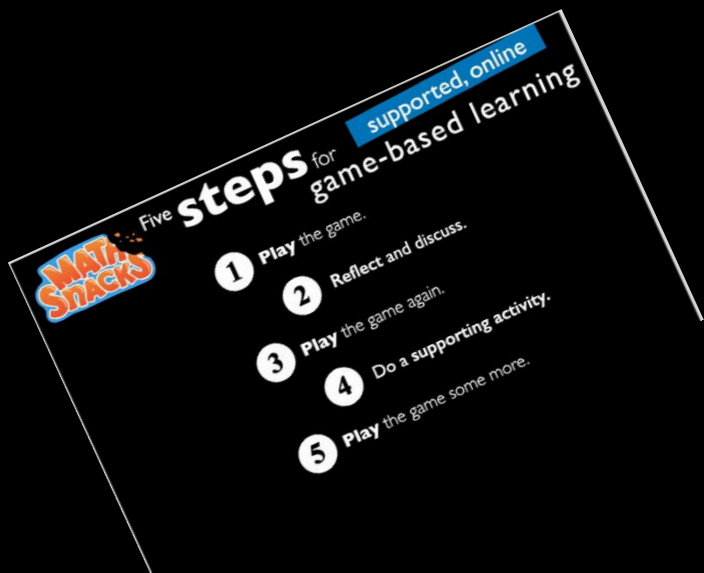 MATH
SNACKS
Five steps for
supported, online
game-based learning
1 Play the game.
2 Reflect and discuss.
3 Play the game again.
4 Do a supporting activity.
5 Play the game some more.